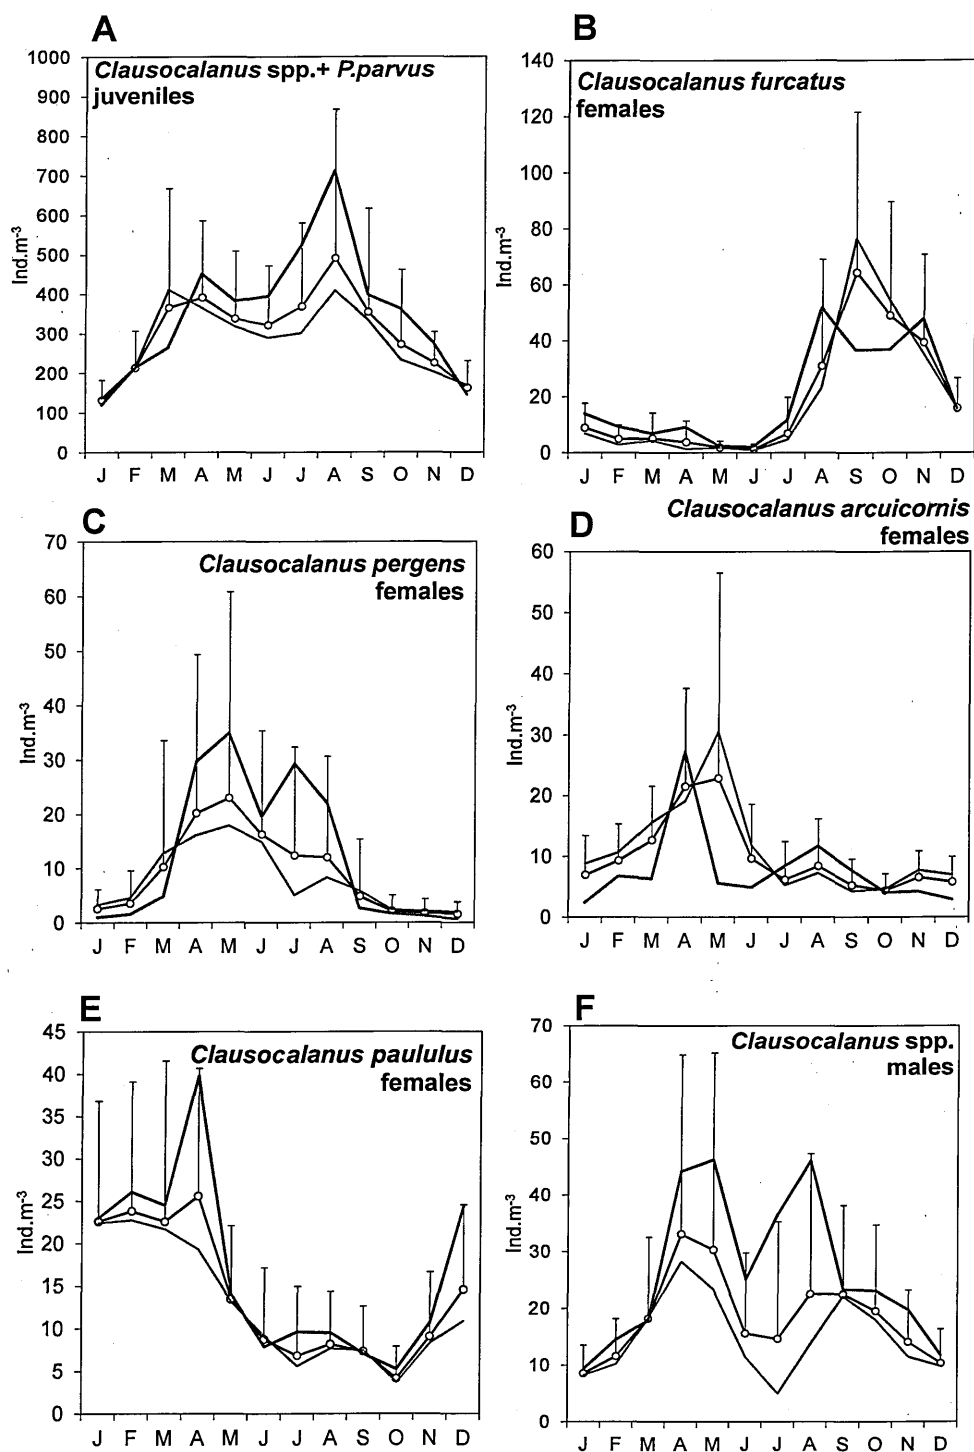 A
Clausocalanus spp.+ P.parvus
juveniles
1000
900
800
700
600
500
400
300
200
100
0
Ind.m-3
J F M A M J J A S O N D
B
Clausocalanus furcatus
females
140
120
100
80
60
40
20
0
Ind.m-3
J F M A M J J A S O N D
C
Clausocalanus pergens
females
70
60
50
40
30
20
10
0
Ind.m-3
J F M A M J J A S O N D
D
Clausocalanus arcuicornis
females
60
50
40
30
20
10
0
Ind.m-3
J F M A M J J A S O N D
E
Clausocalanus paululus
females
45
40
35
30
25
20
15
10
5
0
Ind.m-3
J F M A M J J A S O N D
F
Clausocalanus spp.
males
70
60
50
40
30
20
10
0
Ind.m-3
J F M A M J J A S O N D